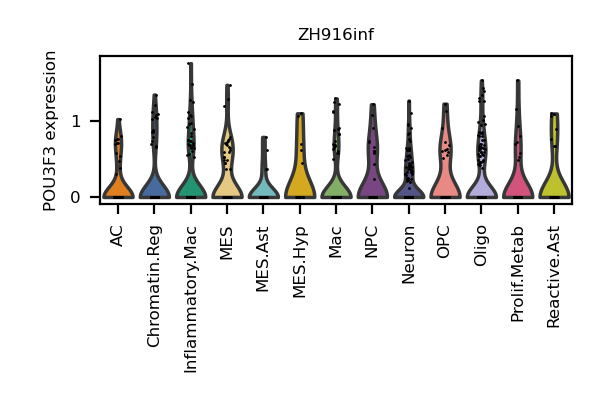 ZH916inf
POU3F3 expression
1
0
AC
Chromatin.Reg
Inflammatory.Mac
MES
MES.Ast
MES.Hyp
Mac
NPC
Neuron
OPC
Oligo
Prolif.Metab
Reactive.Ast